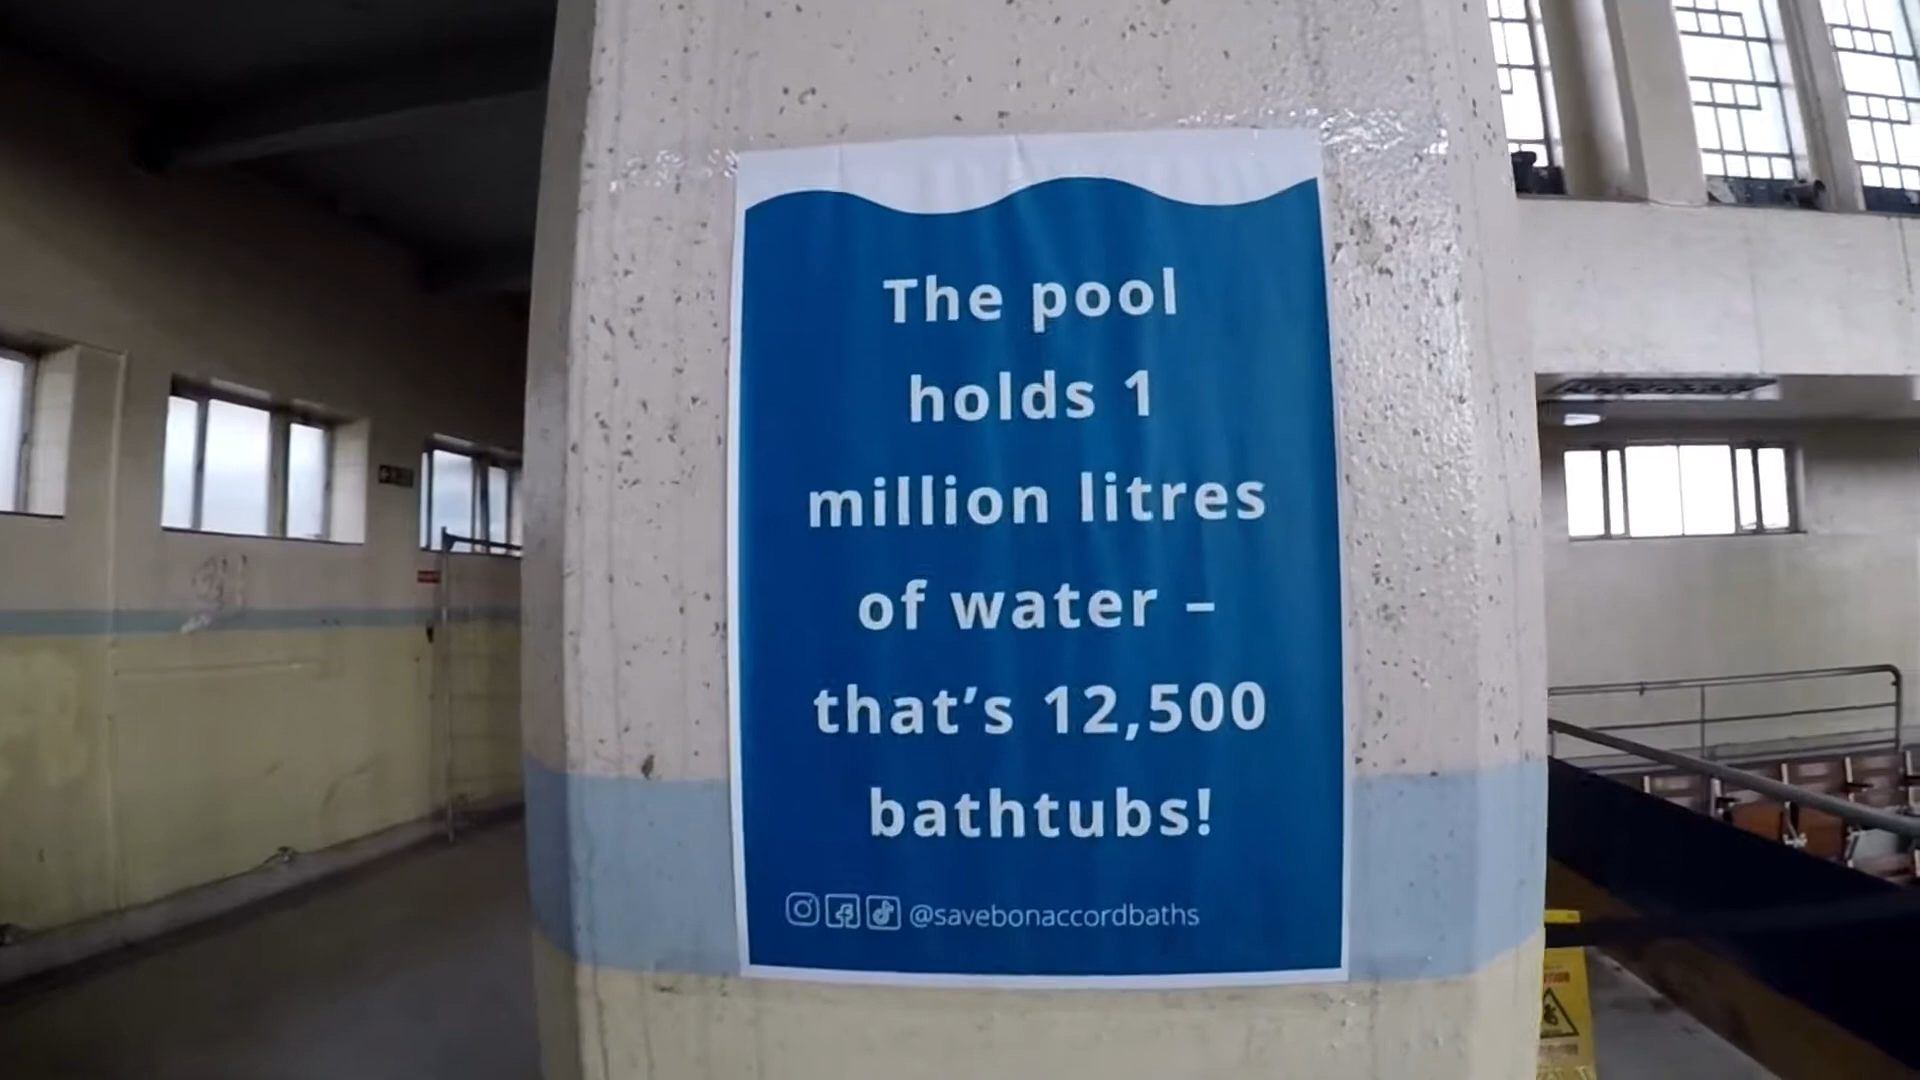 The pool
holds 1
million litres
of water –
that's 12,500
bathtubs!
@savebonaccordbaths